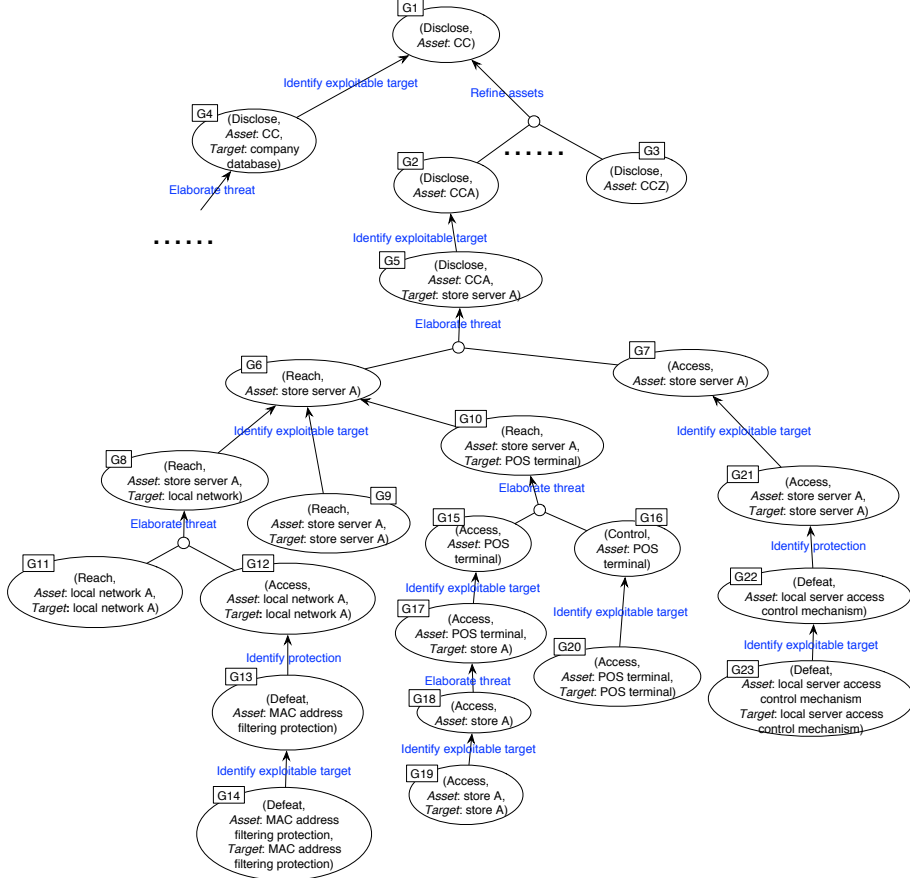 G1
(Disclose,
Asset: CC)
Identify exploitable target
Refine assets
G4
(Disclose,
Asset: CC,
Target: company
database)
Elaborate threat
......
G2
(Disclose,
Asset: CCA)
......
G3
(Disclose,
Asset: CCZ)
Identify exploitable target
G5
(Disclose,
Asset: CCA,
Target: store server A)
Elaborate threat
G6
(Reach,
Asset: store server A)
G7
(Access,
Asset: store server A)
Identify exploitable target
Identify exploitable target
G8
(Reach,
Asset: store server A,
Target: local network)
G9
(Reach,
Asset: store server A,
Target: store server A)
G10
(Reach,
Asset: store server A,
Target: POS terminal)
G21
(Access,
Asset: store server A,
Target: store server A)
Elaborate threat
Elaborate threat
Identify protection
G11
(Reach,
Asset: local network A,
Target: local network A)
G12
(Access,
Asset: local network A,
Target: local network A)
G15
(Access,
Asset: POS
terminal)
G16
(Control,
Asset: POS
terminal)
G22
(Defeat,
Asset: local server access
control mechanism)
Identify protection
Identify exploitable target
Identify exploitable target
Identify exploitable target
G13
(Defeat,
Asset: MAC address
filtering protection)
G17
(Access,
Asset: POS terminal,
Target: store A)
G20
(Access,
Asset: POS terminal,
Target: POS terminal)
G23
(Defeat,
Asset: local server access
control mechanism
Target: local server access
control mechanism)
Elaborate threat
G18
(Access,
Asset: store A)
Identify exploitable target
Identify exploitable target
G14
(Defeat,
Asset: MAC address
filtering protection,
Target: MAC address
filtering protection)
G19
(Access,
Asset: store A,
Target: store A)